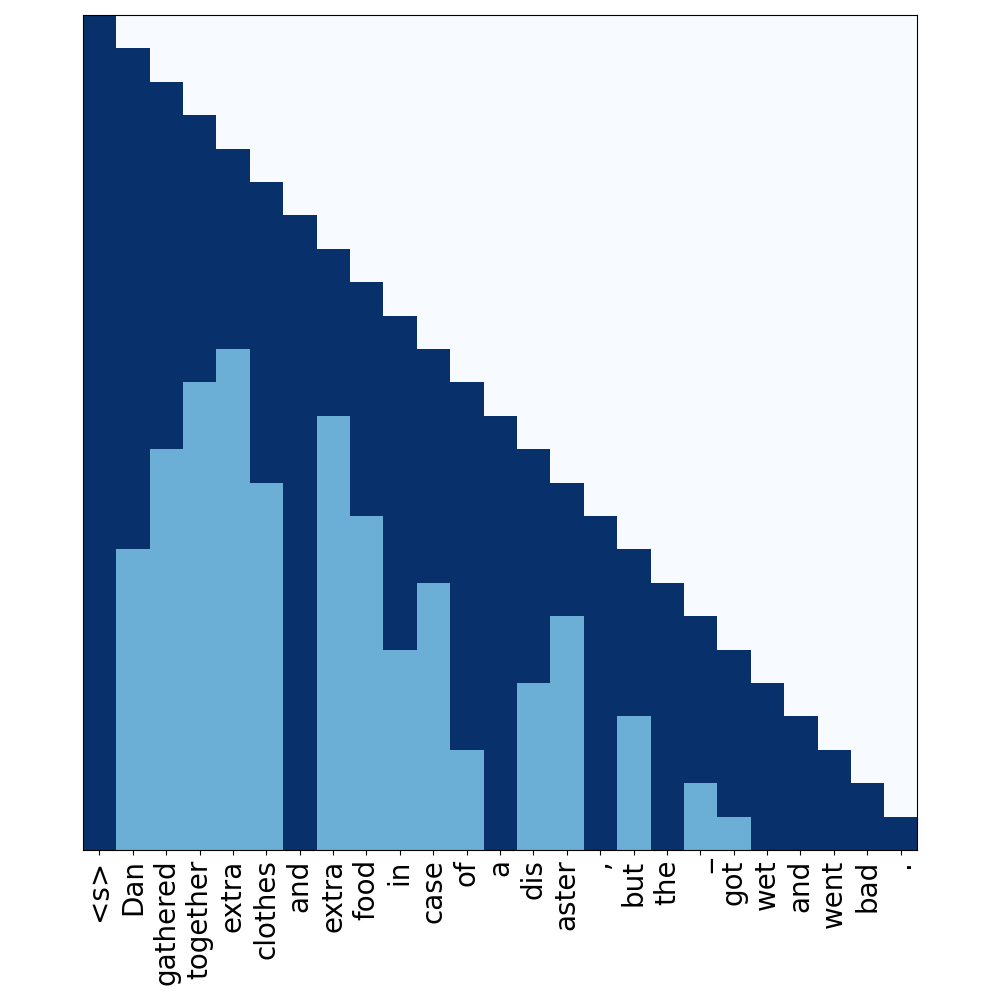 <s>
Dan
gathered
together
extra
clothes
and
extra
food
in
case
of
a
dis
aster
,
but
the
_
got
wet
and
went
bad
.